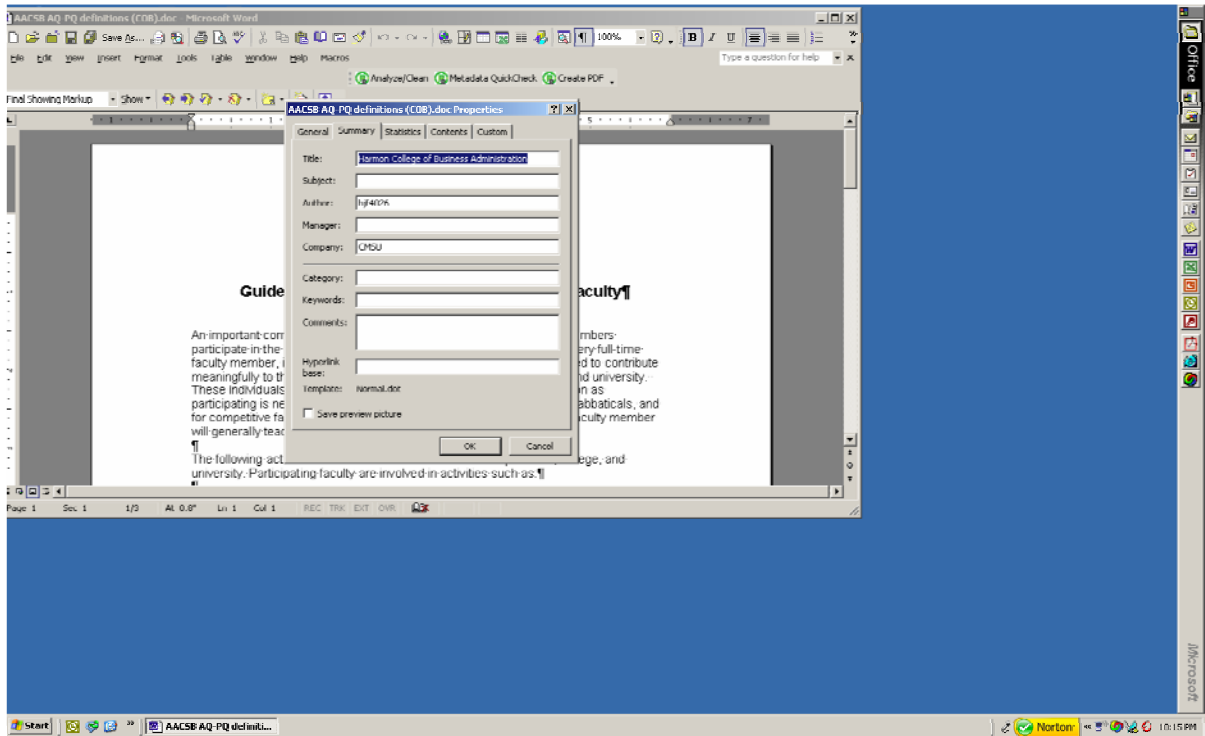 AACSB AQ-PQ definitions (COB).doc - Microsoft Word
Save As... 100% B I U
File Edit View Insert Format Tools Table Window Help Macros Type a question for help
Analyze/Clean Metadata QuickCheck Create PDF
Final Showing Markup Show
AACSB AQ-PQ definitions (COB).doc Properties
General Summary Statistics Contents Custom
Title: Harmon College of Business Administration
Subject:
Author: hjf4026
Manager:
Company: CMSU
Category:
Keywords:
Comments:
Hyperlink base:
Template: Normal.dot
Save preview picture
OK Cancel
Guide aculty¶
An·important·com mbers·
participate·in·the· ery·full-time·
faculty member, i ed to contribute
meaningfully to th nd university.
These individuals on as
participating is ne abbaticals, and
for competitive fa aculty member
will·generally·teac
¶
The·following·act ege, and
university. Participating·faculty·are·involved·in·activities·such·as:¶
Page 1 Sec 1 1/3 At 0.8" Ln 1 Col 1 REC TRK EXT OVR
Office
Microsoft
Start AACSB AQ-PQ definiti... Norton 10:15 PM